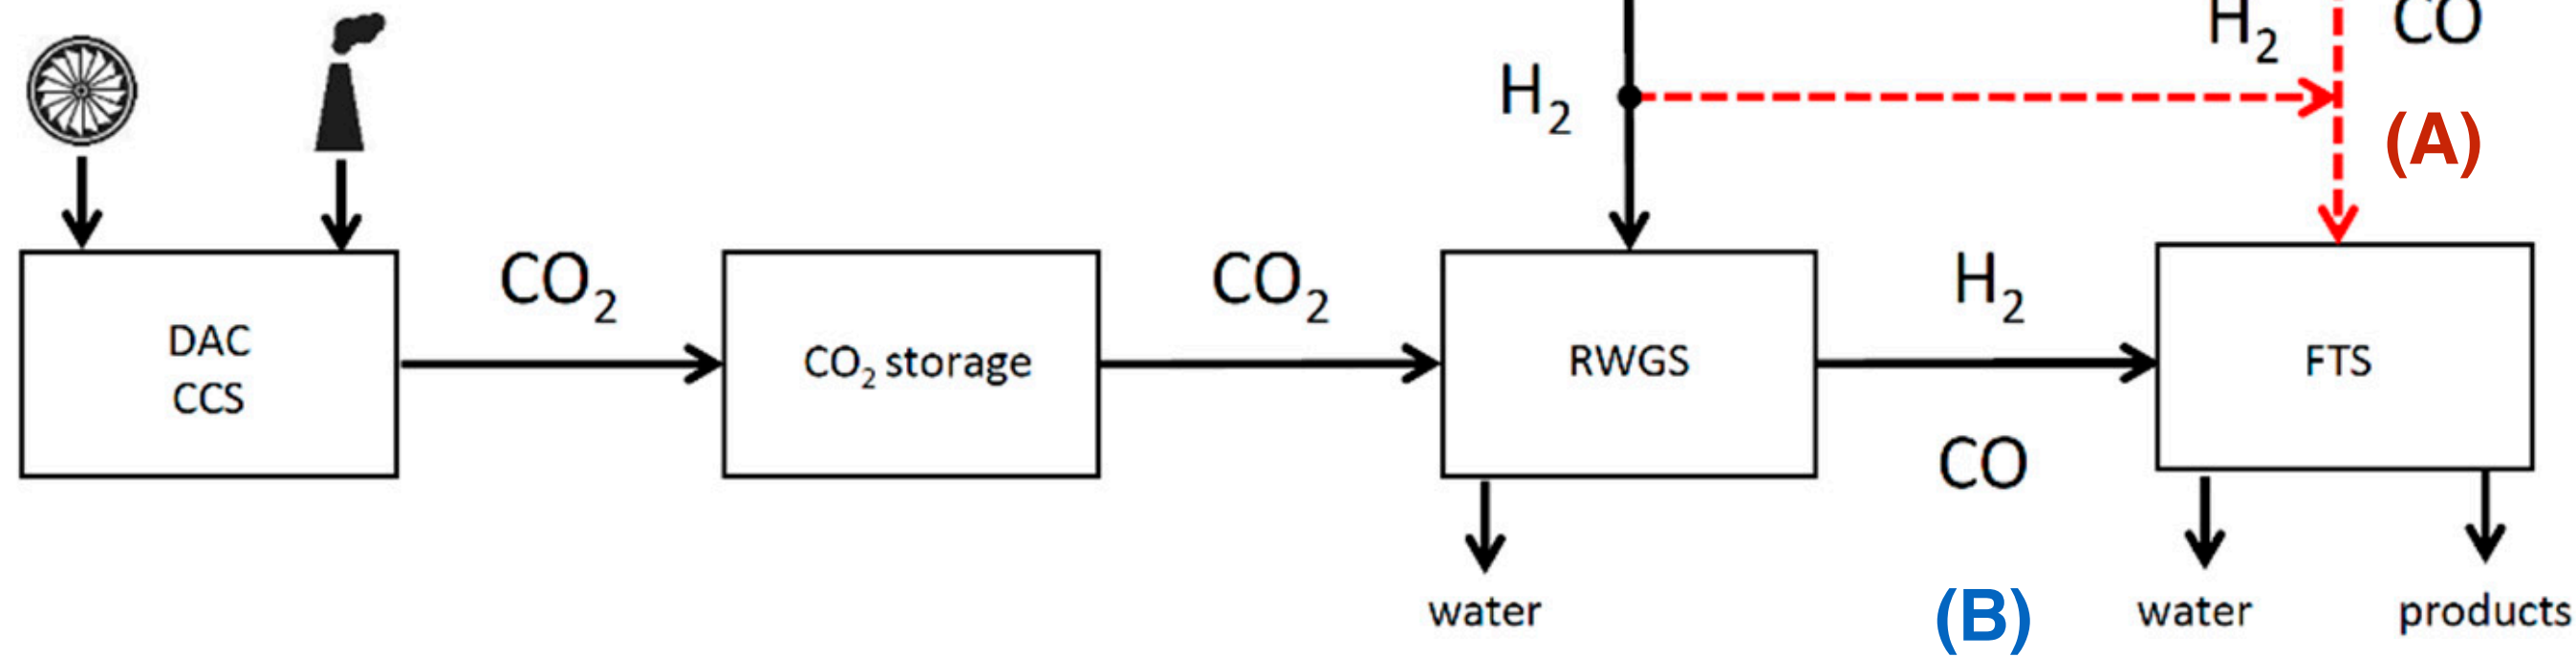 H2
CO
H2
(A)
CO2
CO2
H2
DAC
CCS
CO2 storage
RWGS
FTS
CO
water
(B)
water
products